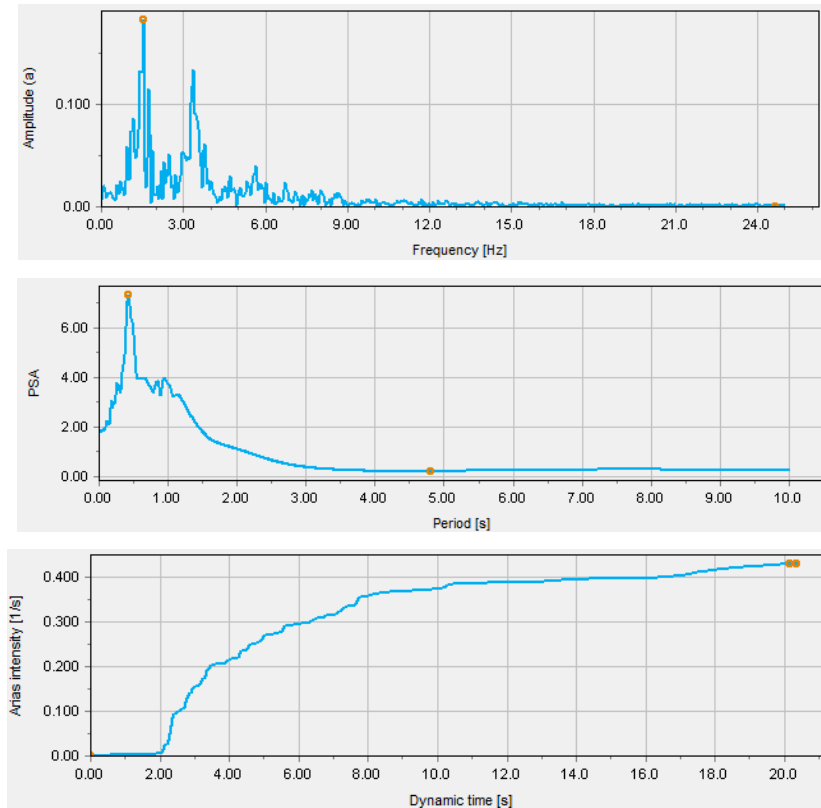 Amplitude (a)
0.100
0.00
0.00 3.00 6.00 9.00 12.0 15.0 18.0 21.0 24.0
Frequency [Hz]
PSA
6.00
4.00
2.00
0.00
0.00 1.00 2.00 3.00 4.00 5.00 6.00 7.00 8.00 9.00 10.0
Period [s]
Arias intensity [1/s]
0.400
0.300
0.200
0.100
0.00
0.00 2.00 4.00 6.00 8.00 10.0 12.0 14.0 16.0 18.0 20.0
Dynamic time [s]